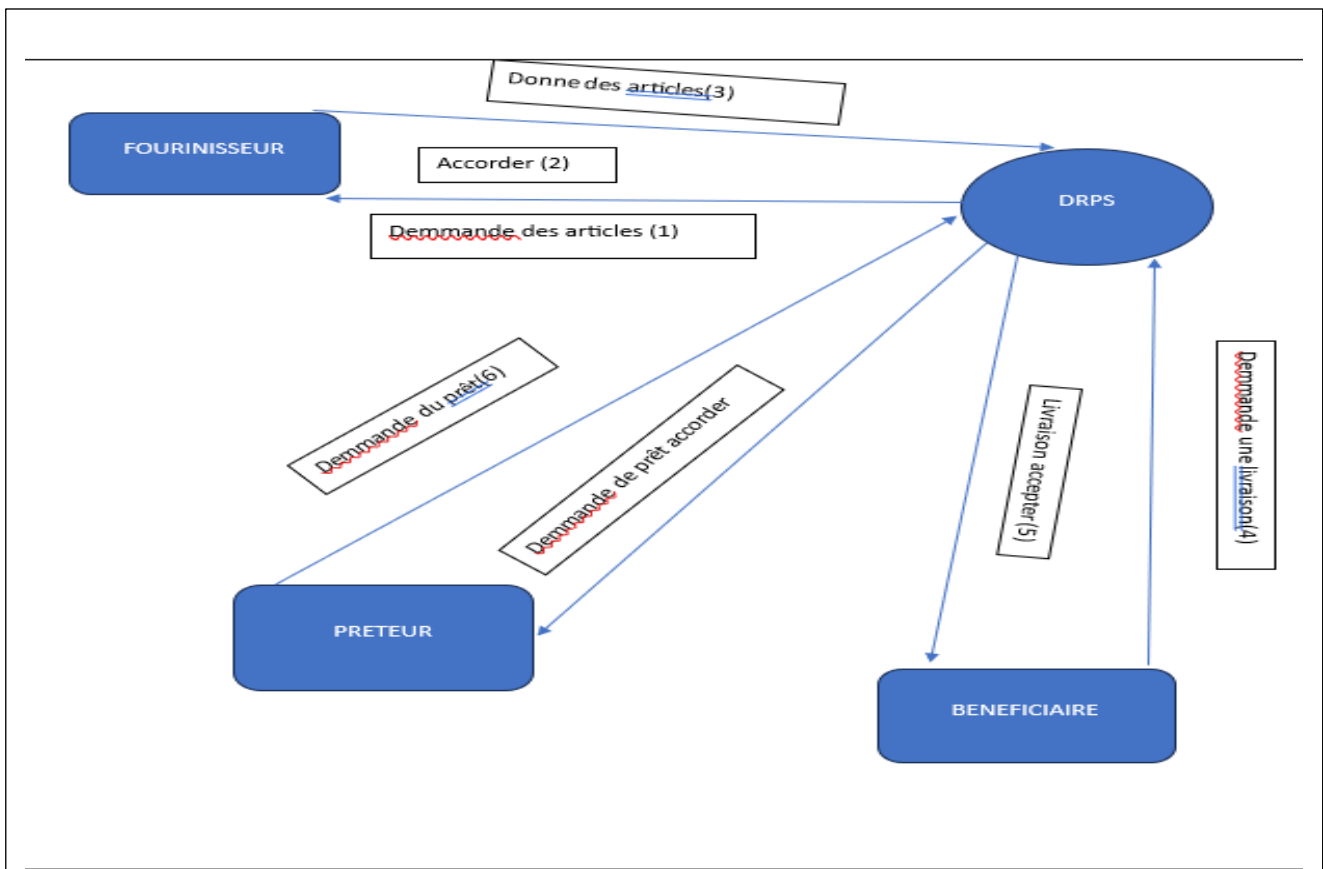 Donne des articles(3)
FOURINISSEUR
Accorder (2)
DRPS
Demmande des articles (1)
Demmande du prêt(6)
Demmande de prêt accorder
Livraison accepter(5)
Demmande une livraison(4)
PRETEUR
BENEFICIAIRE